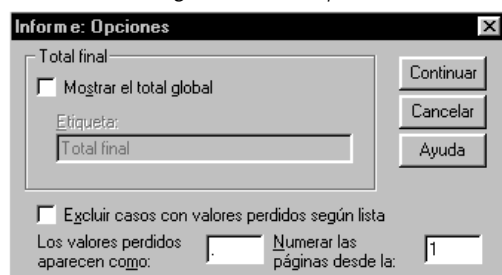 Informe: Opciones
Total final
Mostrar el total global
Etiqueta:
Total final
Continuar
Cancelar
Ayuda
Excluir casos con valores perdidos según lista
Los valores perdidos
aparecen como:
.
Numerar las
páginas desde la:
1